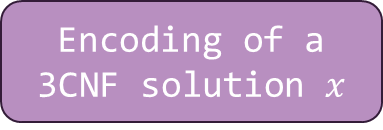 Encoding of a
3CNF solution x